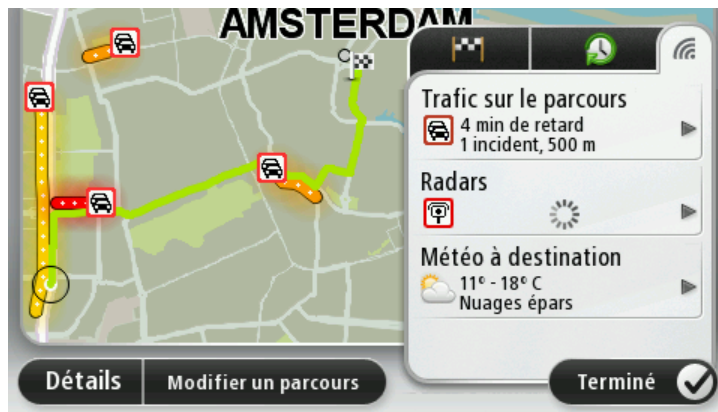 AMSTERDAM
Trafic sur le parcours
4 min de retard
1 incident, 500 m
Radars
Météo à destination
11° - 18° C
Nuages épars
Détails
Modifier un parcours
Terminé